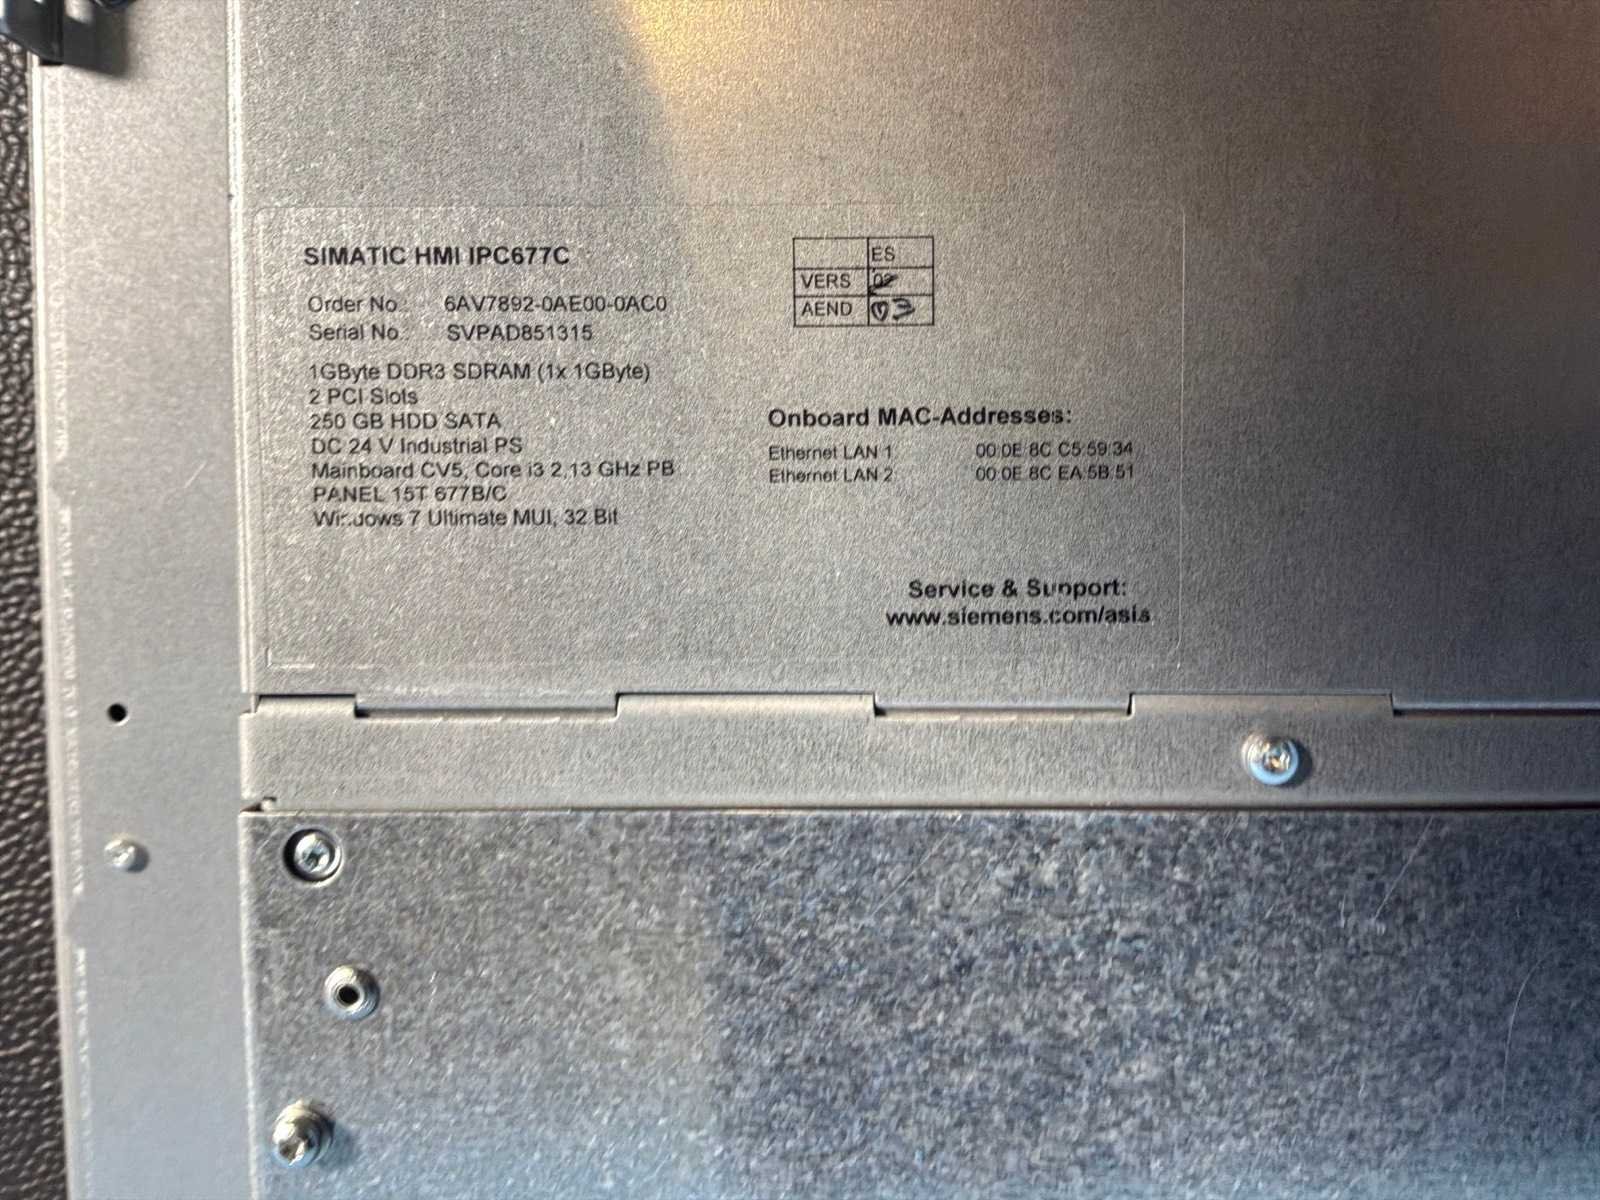 SIMATIC HMI IPC677C
Order No.: 6AV7892-0AE00-0AC0
Serial No.: SVPAD851315
1GByte DDR3 SDRAM (1x 1GByte)
2 PCI Slots
250 GB HDD SATA
DC 24 V Industrial PS
Mainboard CV5, Core i3 2,13 GHz PB
PANEL 15T 677B/C
Windows 7 Ultimate MUI, 32 Bit
ES
VERS 02
AEND 03
Onboard MAC-Addresses:
Ethernet LAN 1: 00:0E:8C:C5:59:34
Ethernet LAN 2: 00:0E:8C:EA:5B:51
Service & Support:
www.siemens.com/asis